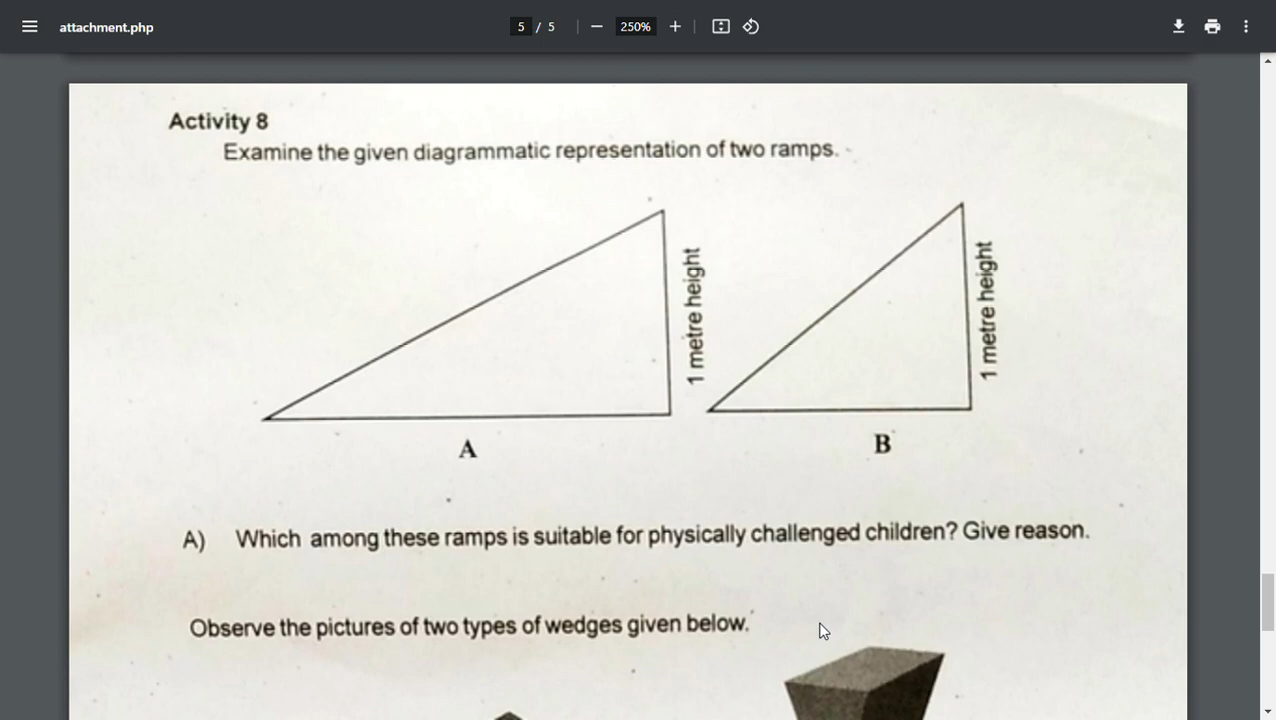 attachment.php
5 / 5
250%
Activity 8
Examine the given diagrammatic representation of two ramps.
1 metre height
1 metre height
A
B
A) Which among these ramps is suitable for physically challenged children? Give reason.
Observe the pictures of two types of wedges given below.